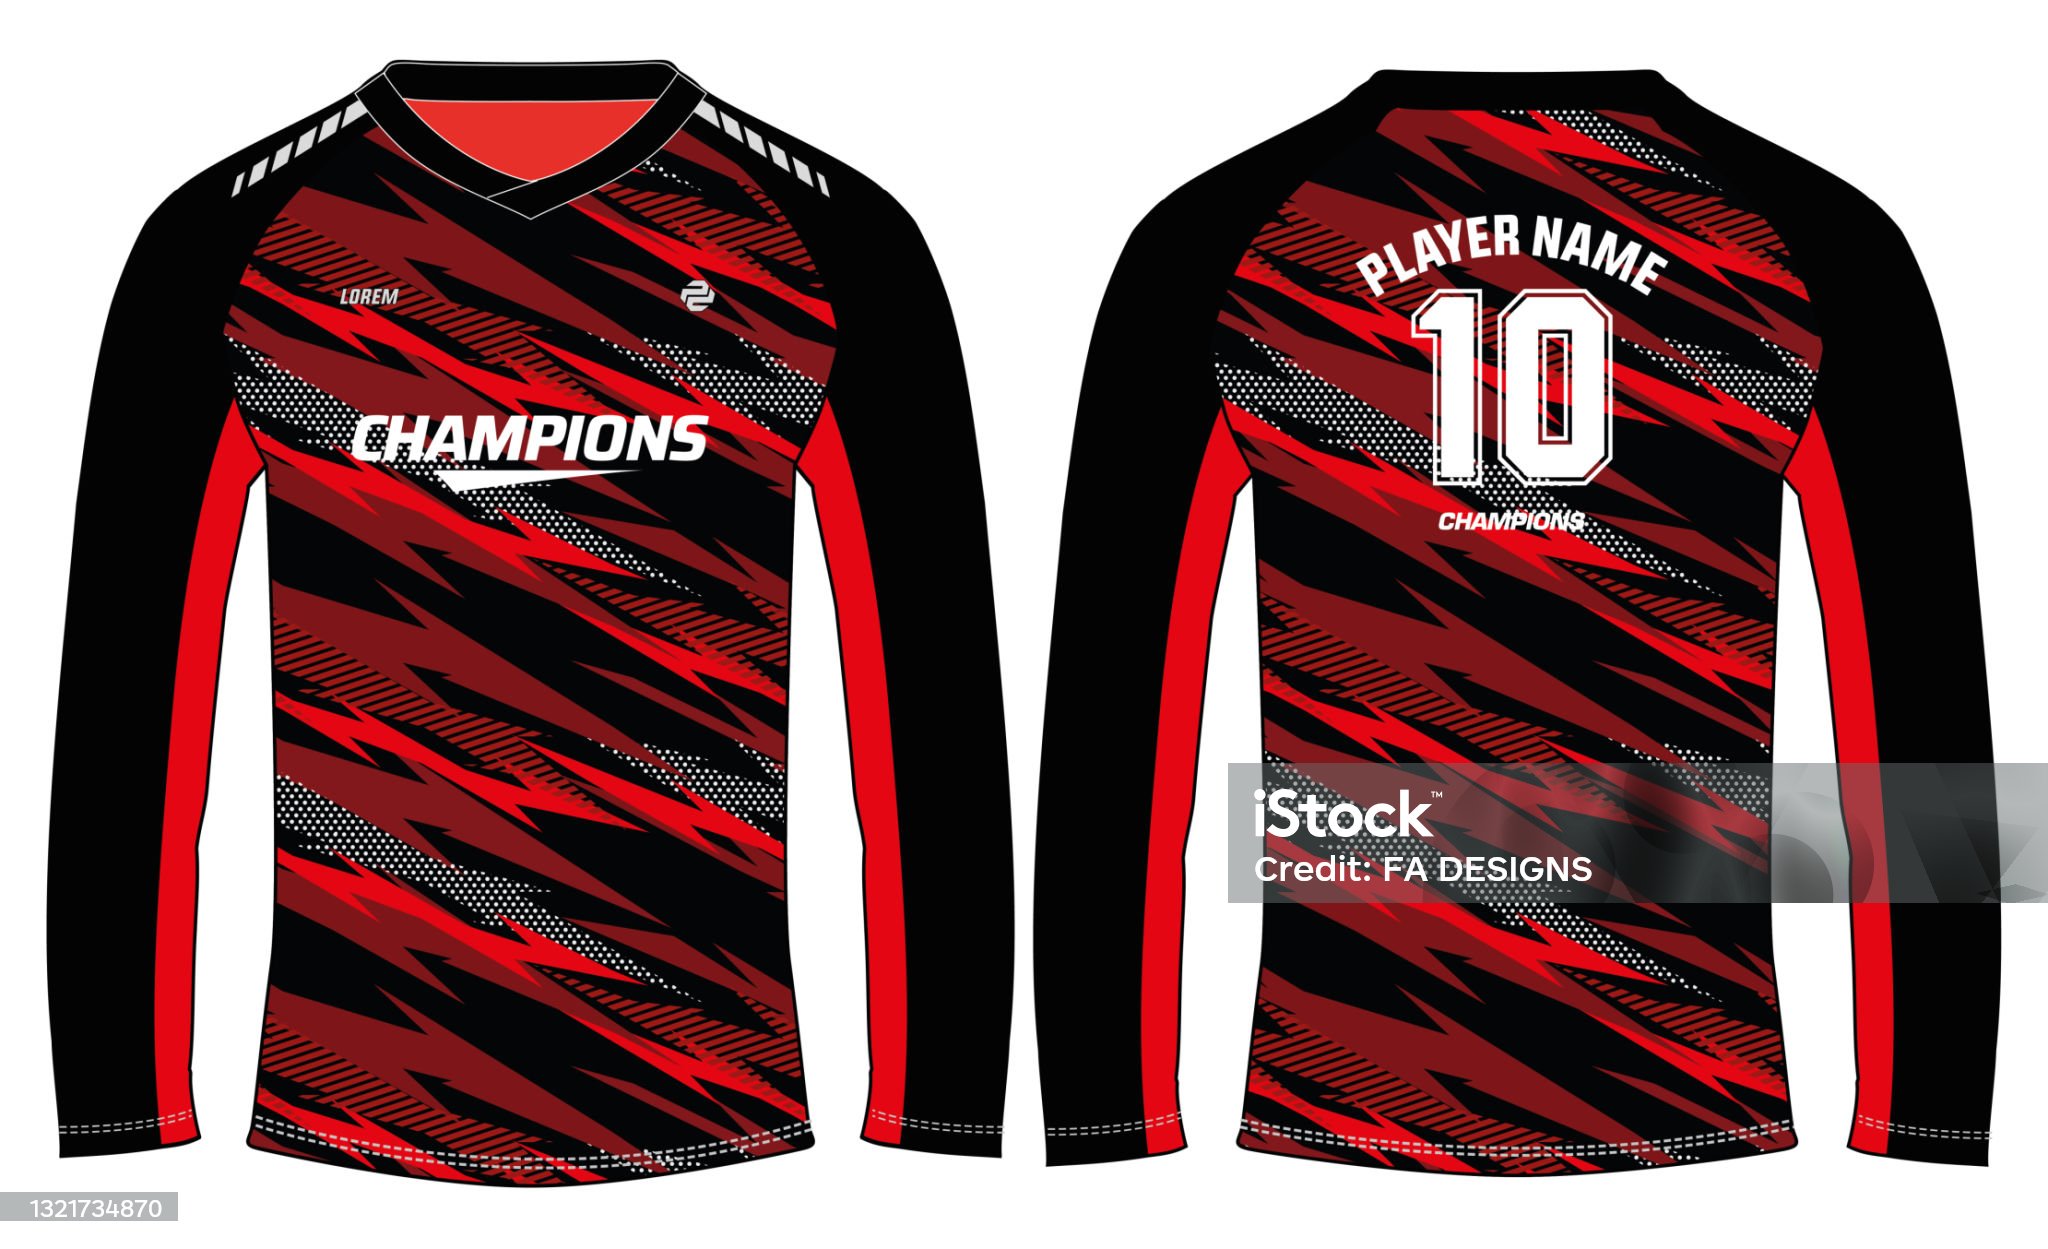 LOREM
CHAMPIONS
PLAYER NAME
10
CHAMPIONS
iStock™
Credit: FA DESIGNS
1321734870